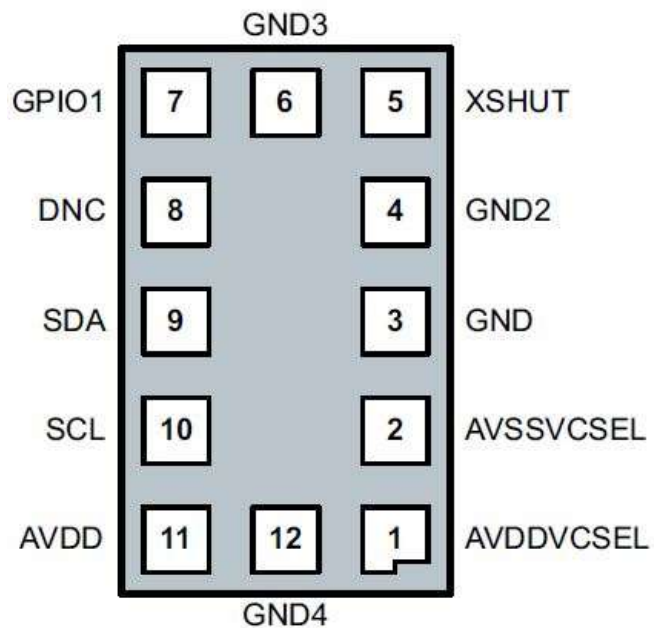 GND3
GPIO1 7 6 5 XSHUT
DNC 8 4 GND2
SDA 9 3 GND
SCL 10 2 AVSSVCSEL
AVDD 11 12 1 AVDDVCSEL
GND4